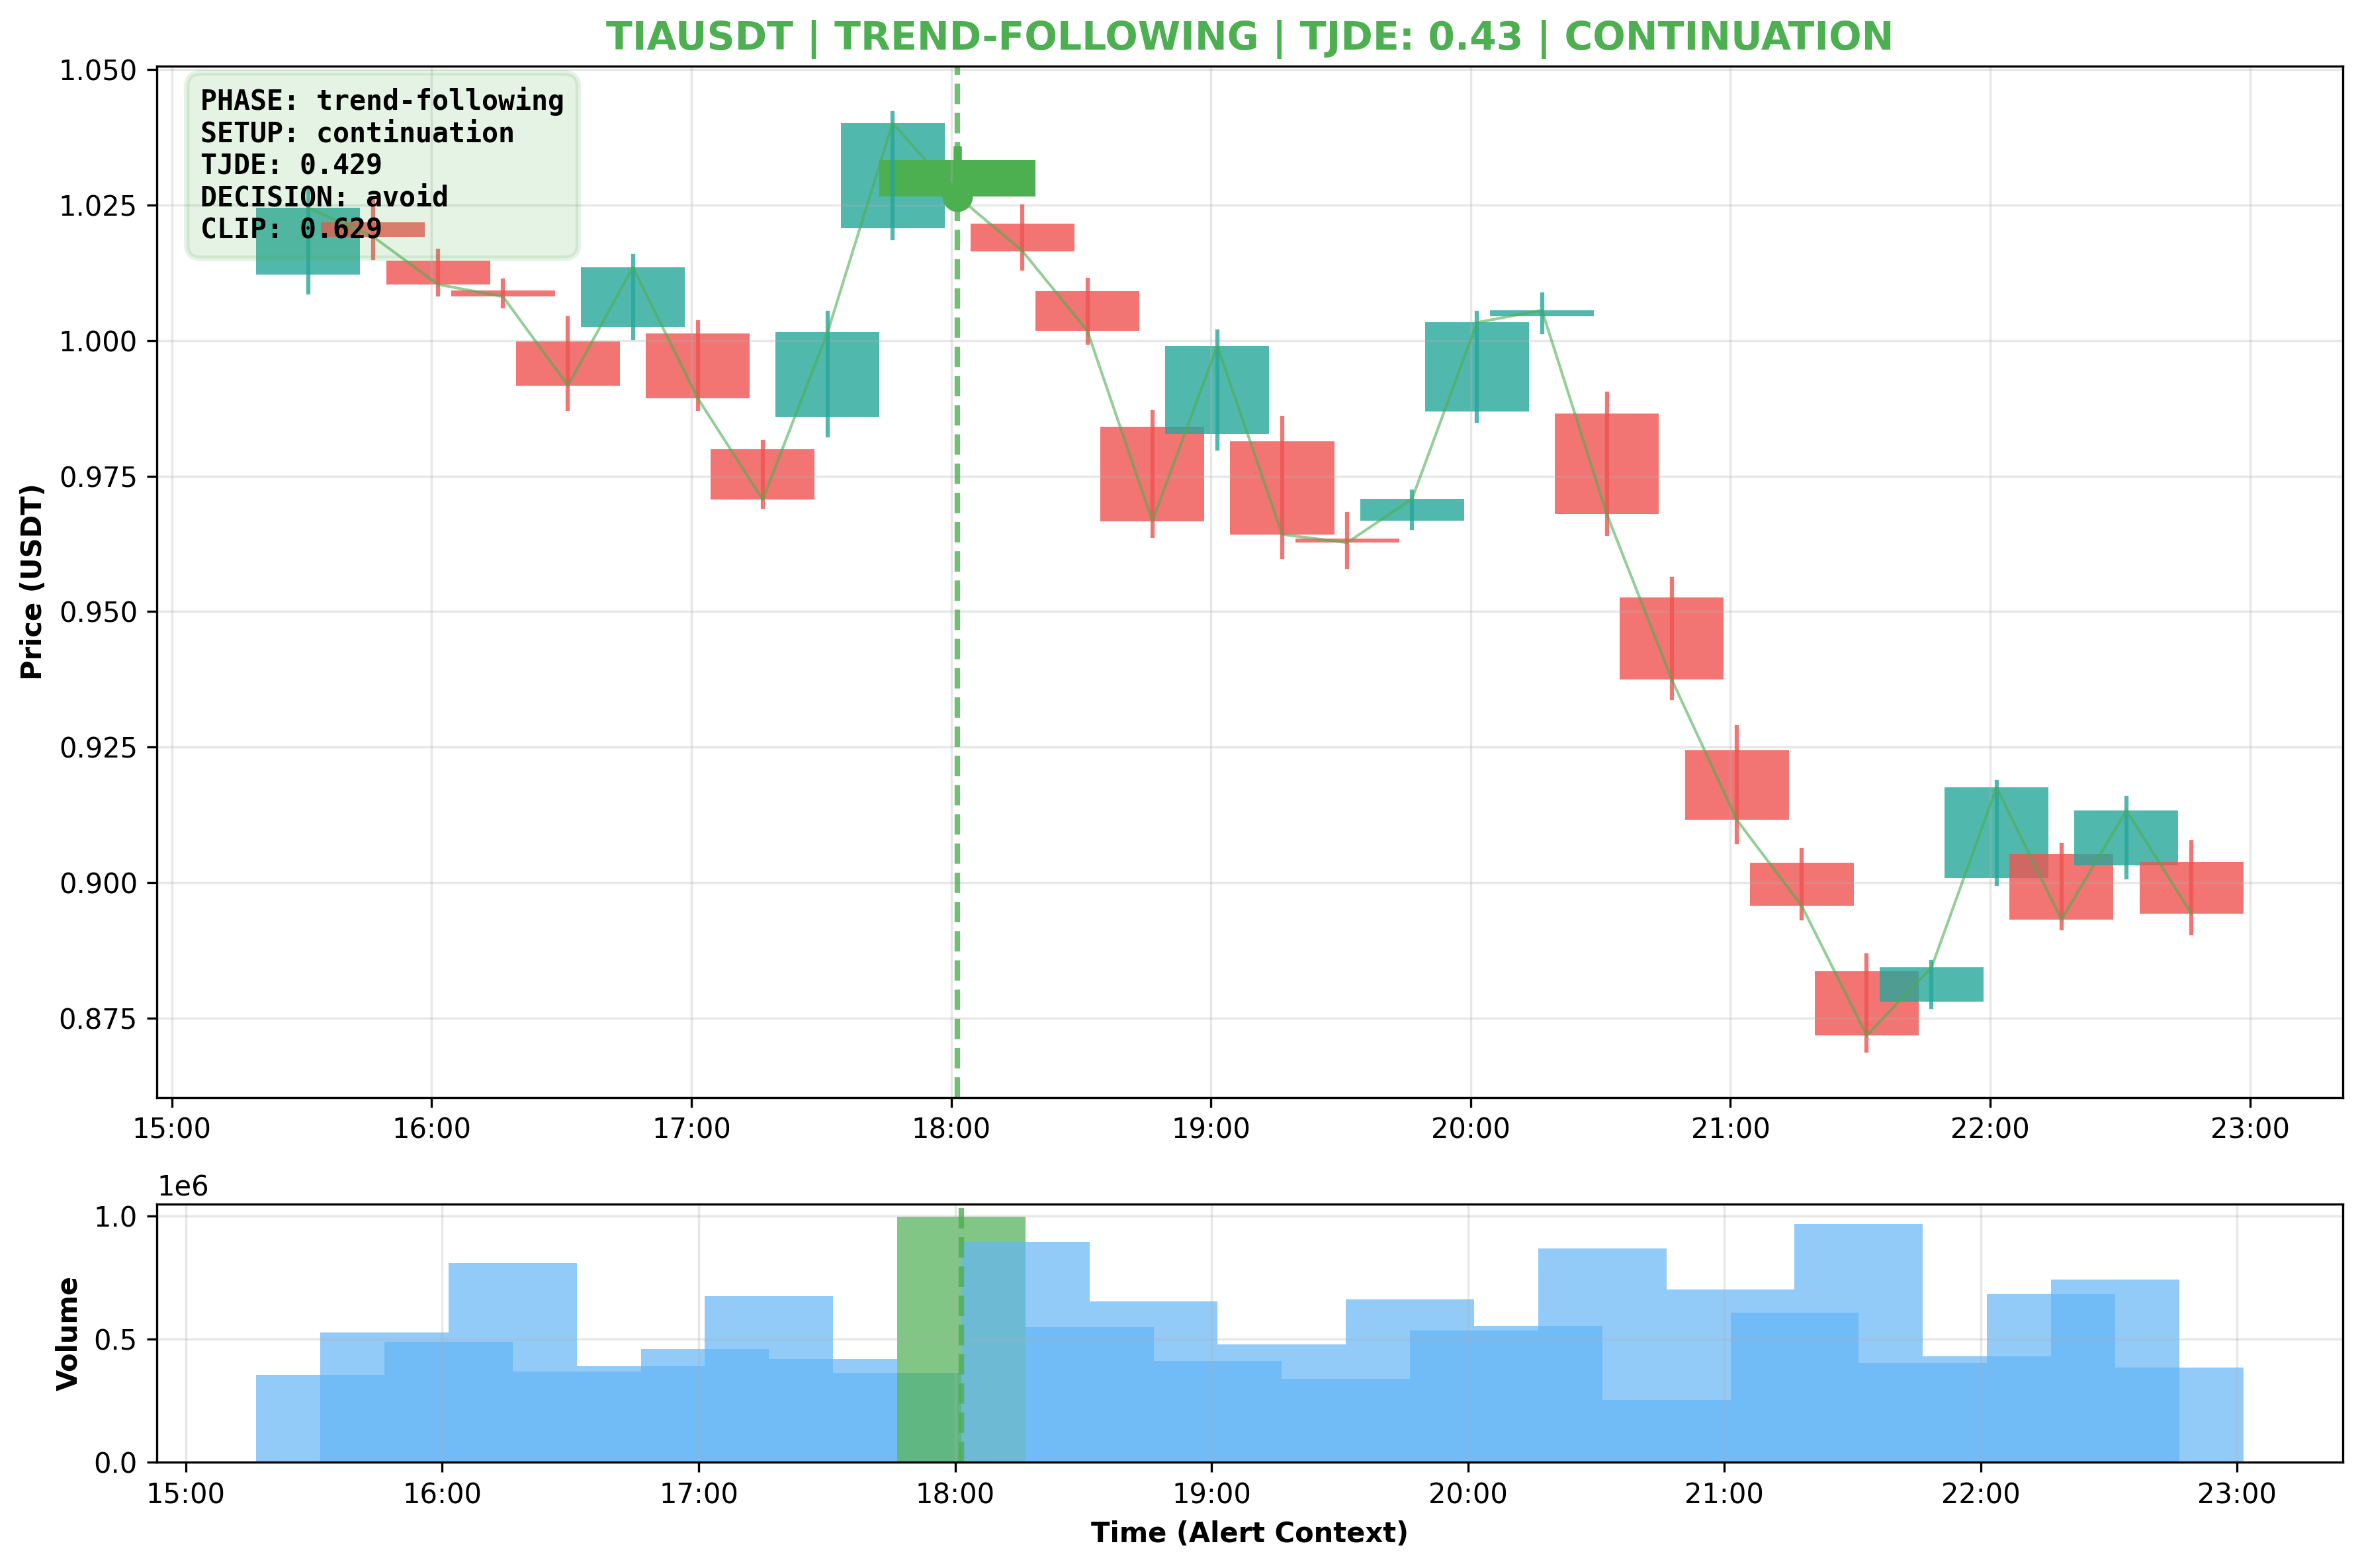 TIAUSDT | TREND-FOLLOWING | TJDE: 0.43 | CONTINUATION
PHASE: trend-following
SETUP: continuation
TJDE: 0.429
DECISION: avoid
CLIP: 0.629
Price (USDT)
1.050
1.025
1.000
0.975
0.950
0.925
0.900
0.875
15:00 16:00 17:00 18:00 19:00 20:00 21:00 22:00 23:00
1e6
Volume
1.0
0.5
0.0
15:00 16:00 17:00 18:00 19:00 20:00 21:00 22:00 23:00
Time (Alert Context)